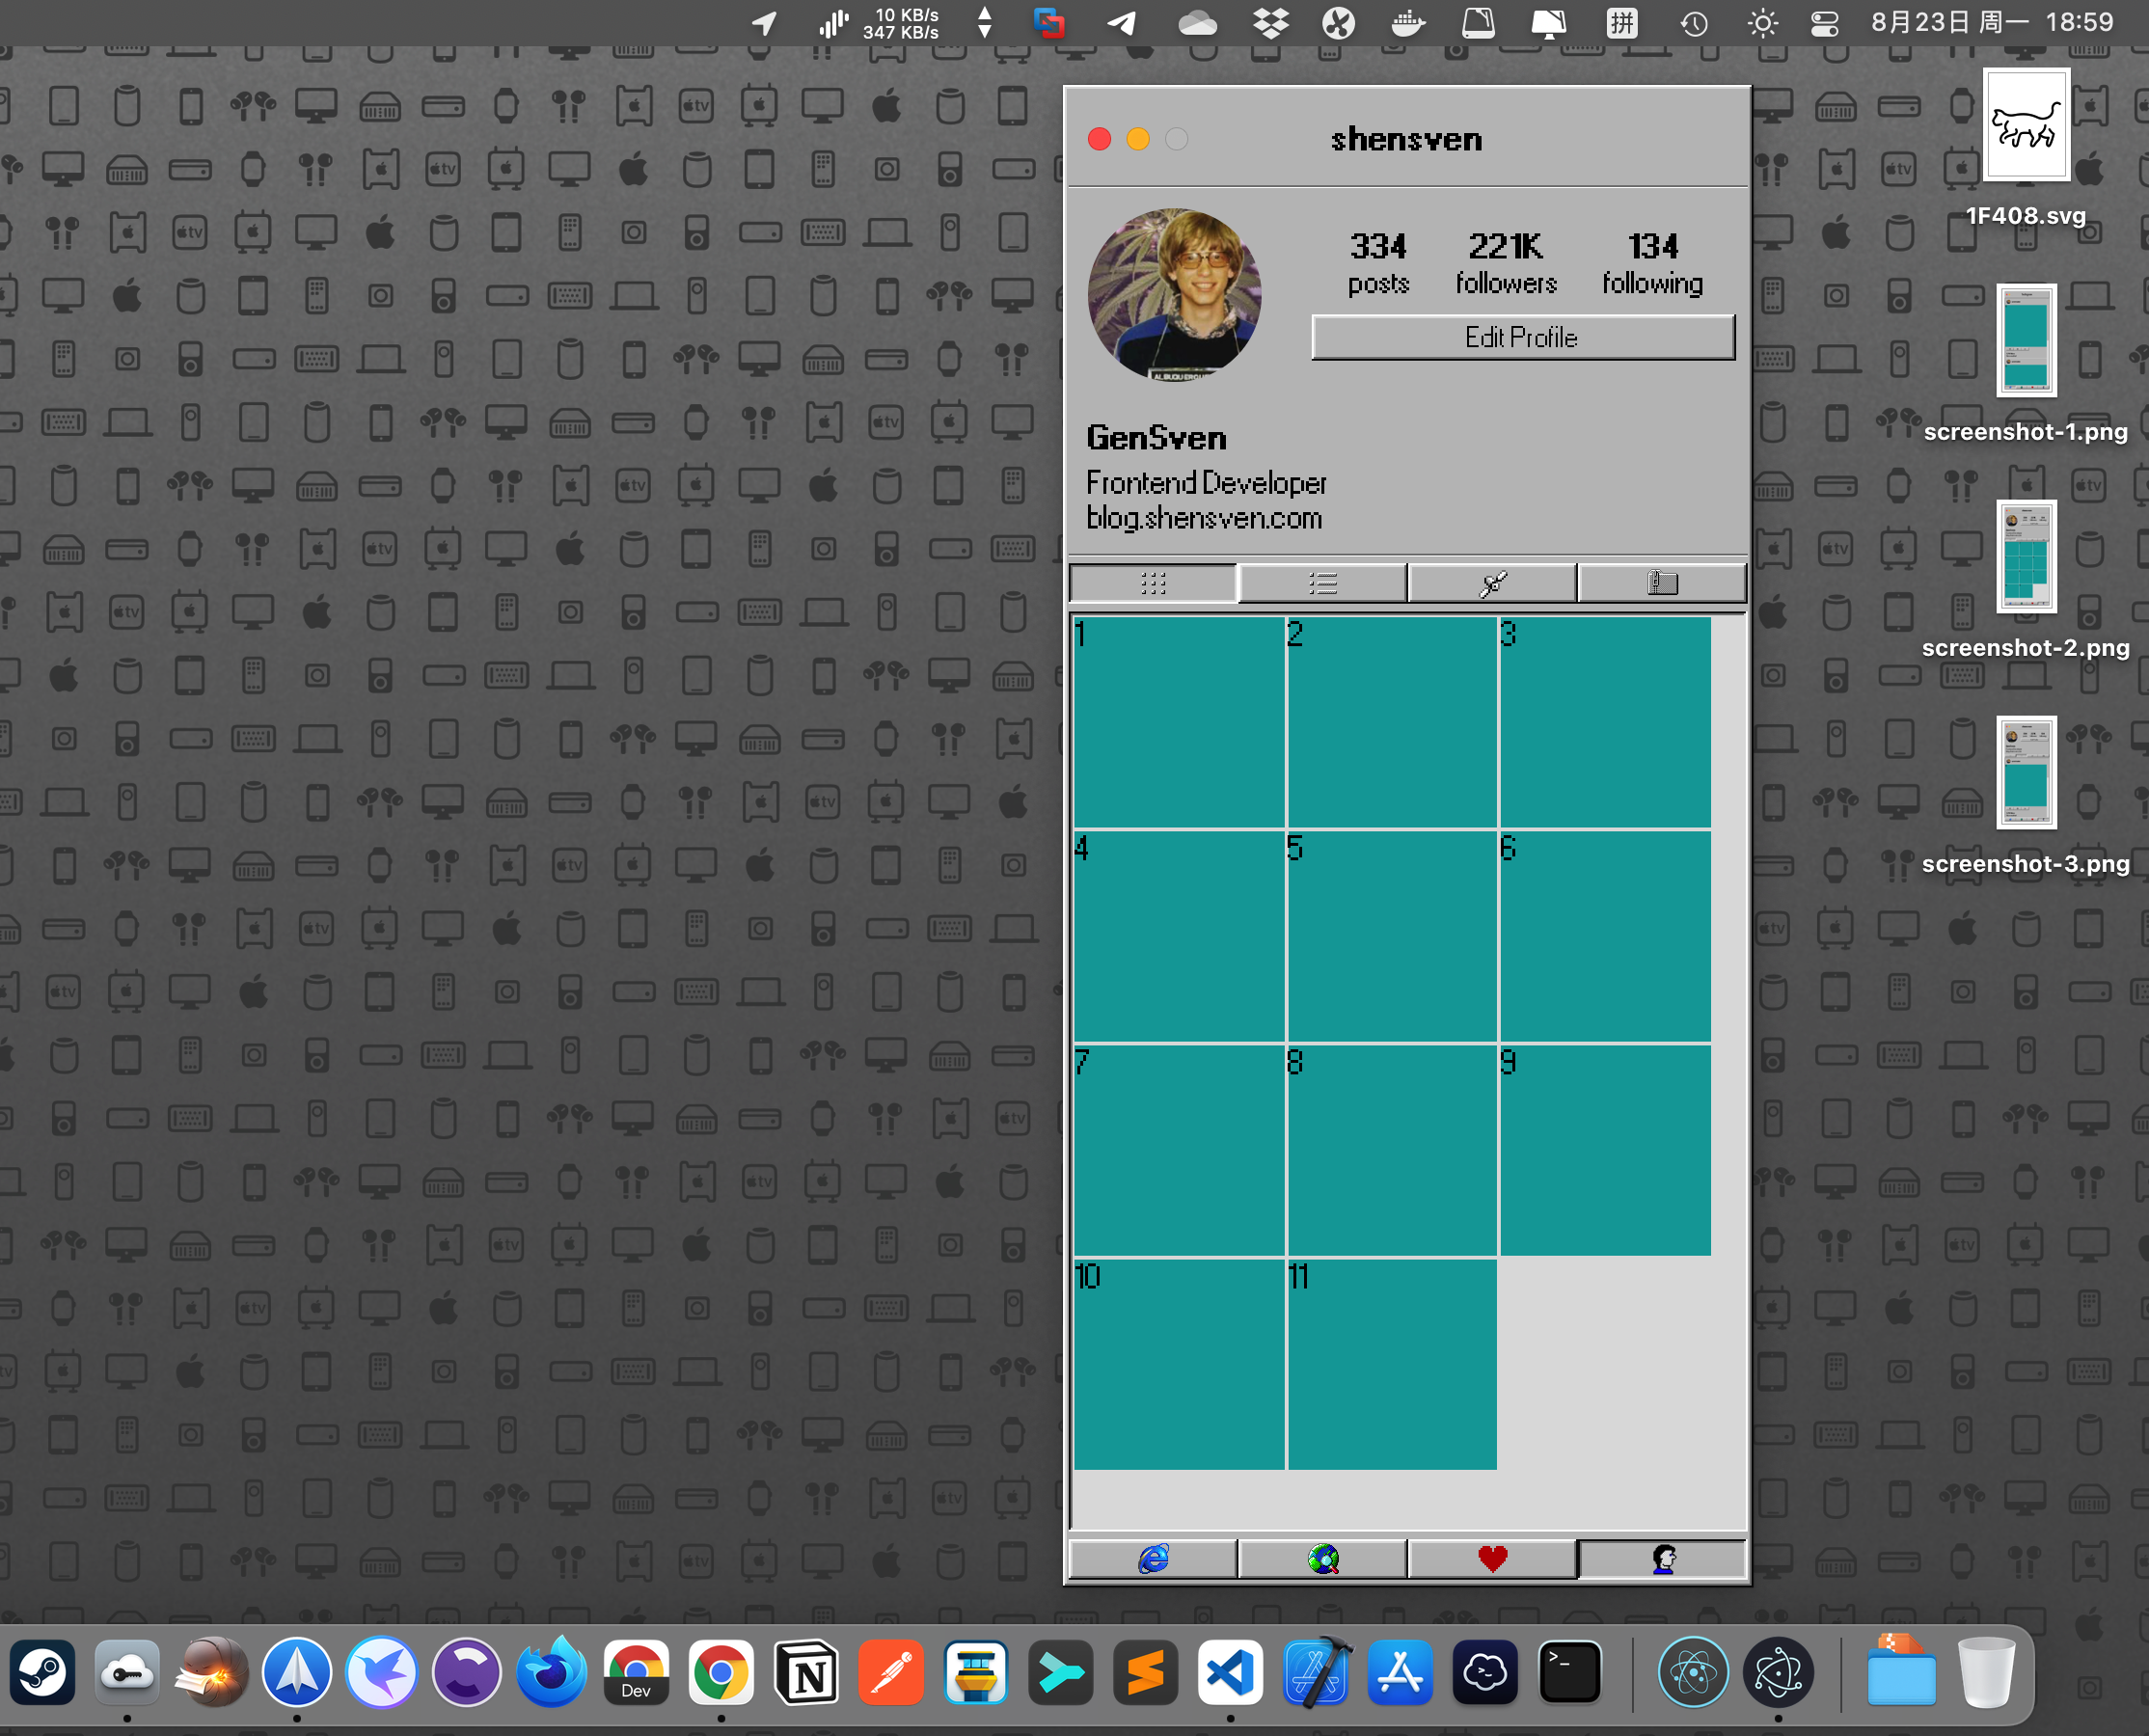 10 KB/s
347 KB/s
拼
8月23日 周一 18:59
shensven
334
221K
134
posts
followers
following
Edit Profile
GenSven
Frontend Developer
blog.shensven.com
1
2
3
4
5
6
7
8
9
10
11
1F408.svg
screenshot-1.png
screenshot-2.png
screenshot-3.png
Dev